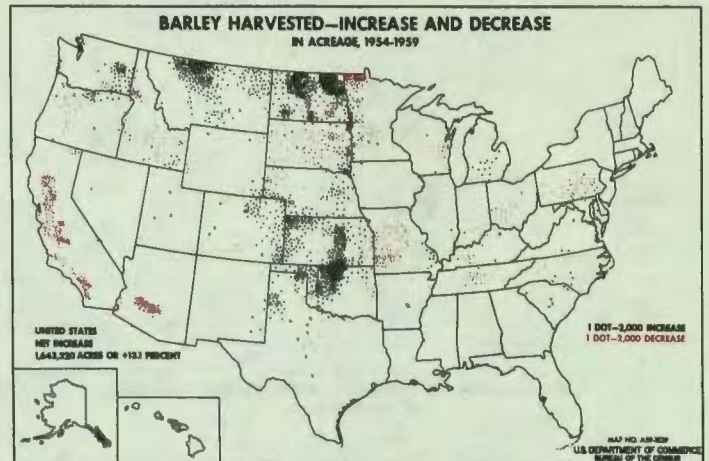 BARLEY HARVESTED—INCREASE AND DECREASE
IN ACREAGE, 1954-1959
UNITED STATES
NET INCREASE
1,643,220 ACRES OR +13.1 PERCENT
1 DOT—2,000 INCREASE
1 DOT—2,000 DECREASE
MAP NO.
U.S. DEPARTMENT OF COMMERCE
BUREAU OF THE CENSUS